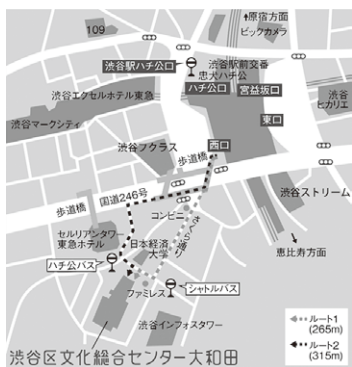 ↑原宿方面
ビックカメラ
109
渋谷駅前交番
渋谷駅ハチ公口
忠犬ハチ公
ハチ公口
宮益坂口
渋谷エクセルホテル東急
渋谷
ヒカリエ
東口
渋谷マークシティ
渋谷フクラス
西口
歩道橋
渋谷ストリーム
国道246号
歩道橋
コンビニ
さくら通り
セルリアンタワー
東急ホテル
日本経済
大学
恵比寿方面
ハチ公バス
シャトルバス
ファミレス
渋谷インフォスタワー
ルート1
(265m)
ルート2
(315m)
渋谷区文化総合センター大和田